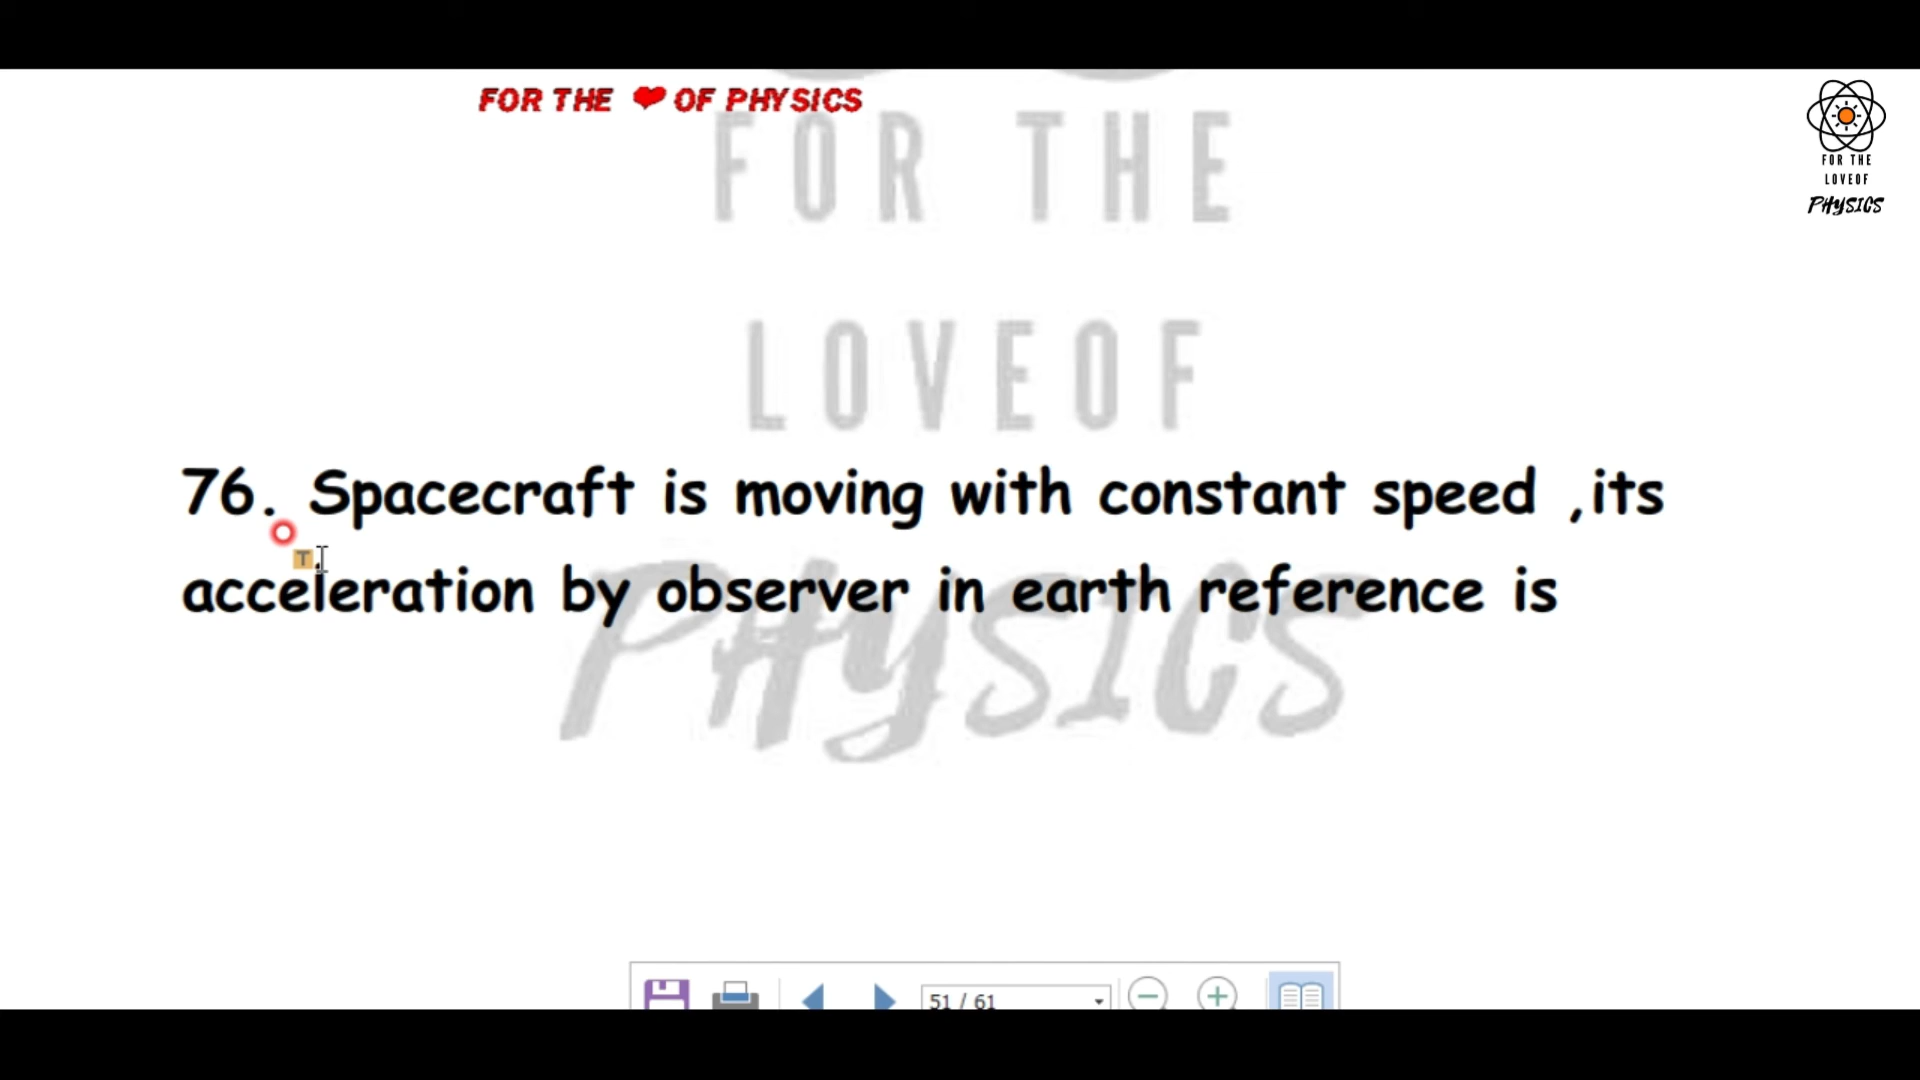 FOR THE ❤ OF PHYSICS
FOR THE
LOVEOF
PHYSICS
FOR THE
LOVEOF
PHYSICS
76. Spacecraft is moving with constant speed ,its
acceleration by observer in earth reference is
T
51 / 61